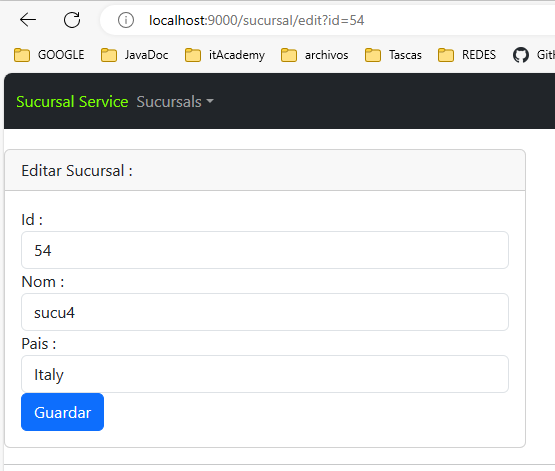 localhost:9000/sucursal/edit?id=54
GOOGLE JavaDoc itAcademy archivos Tascas REDES Gith
Sucursal Service Sucursals
Editar Sucursal :
Id :
54
Nom :
sucu4
Pais :
Italy
Guardar